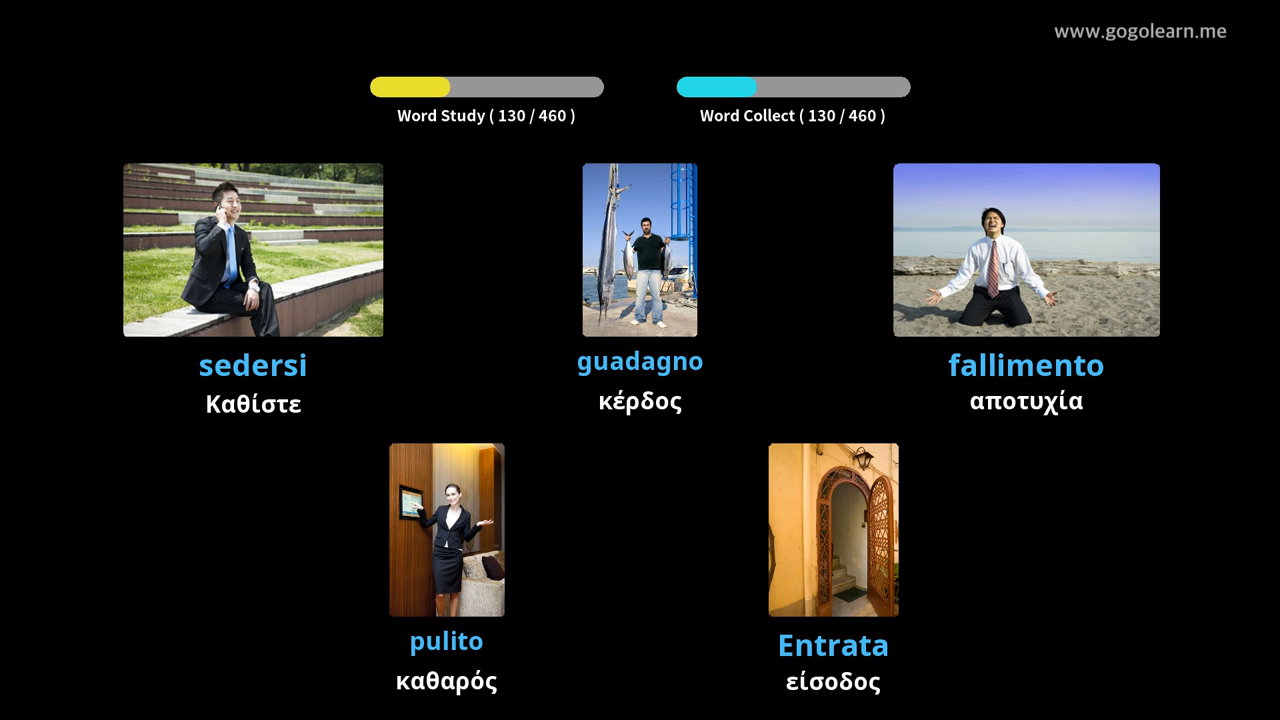 www.gogolearn.me
Word Study ( 130 / 460 )
Word Collect ( 130 / 460 )
sedersi
Καθίστε
guadagno
κέρδος
fallimento
αποτυχία
pulito
καθαρός
Entrata
είσοδος